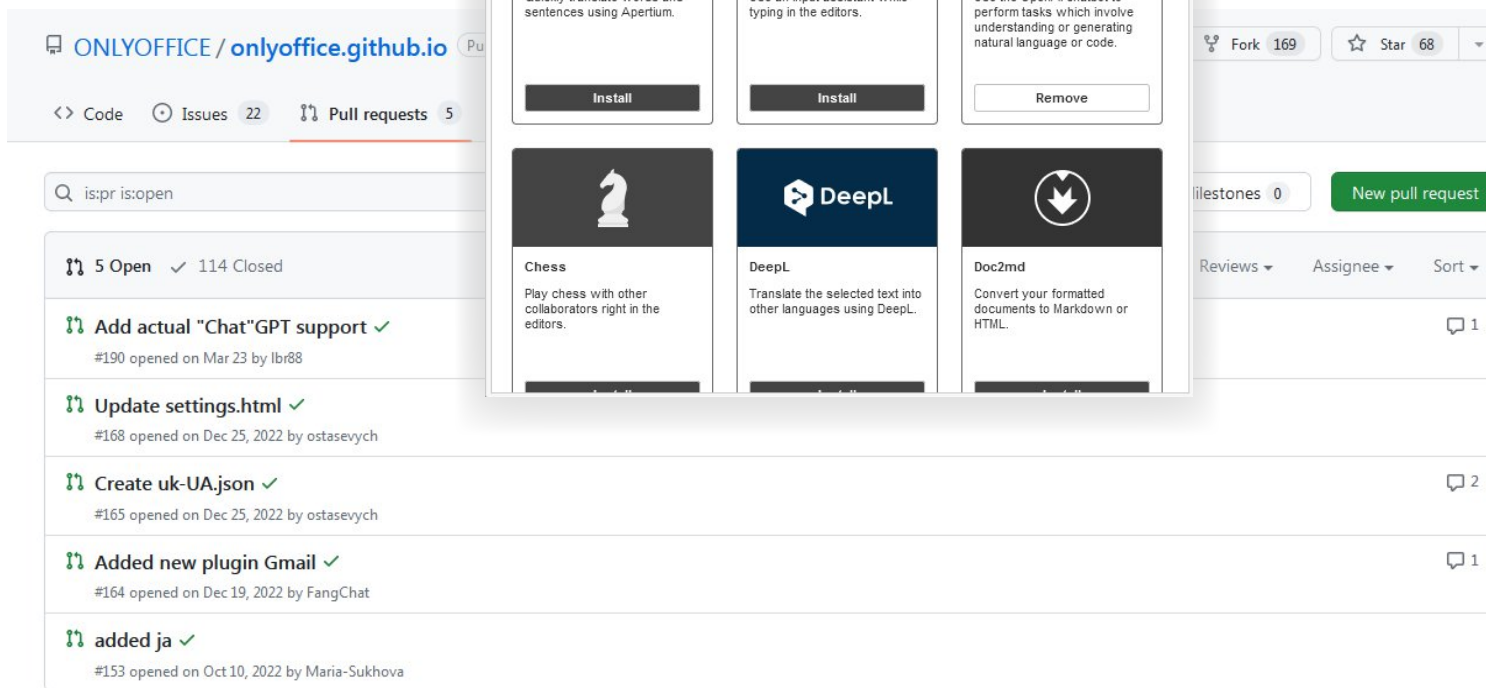 sentences using Apertium.
typing in the editors.
perform tasks which involve
understanding or generating
natural language or code.
ONLYOFFICE / onlyoffice.github.io
Fork 169
Star 68
Install
Install
Remove
Code
Issues 22
Pull requests 5
is:pr is:open
New pull request
DeepL
5 Open
114 Closed
Reviews
Assignee
Sort
Chess
Play chess with other
collaborators right in the
editors.
DeepL
Translate the selected text into
other languages using DeepL.
Doc2md
Convert your formatted
documents to Markdown or
HTML.
Add actual "Chat"GPT support
1
#190 opened on Mar 23 by lbr88
Update settings.html
#168 opened on Dec 25, 2022 by ostasevych
Create uk-UA.json
2
#165 opened on Dec 25, 2022 by ostasevych
Added new plugin Gmail
1
#164 opened on Dec 19, 2022 by FangChat
added ja
#153 opened on Oct 10, 2022 by Maria-Sukhova